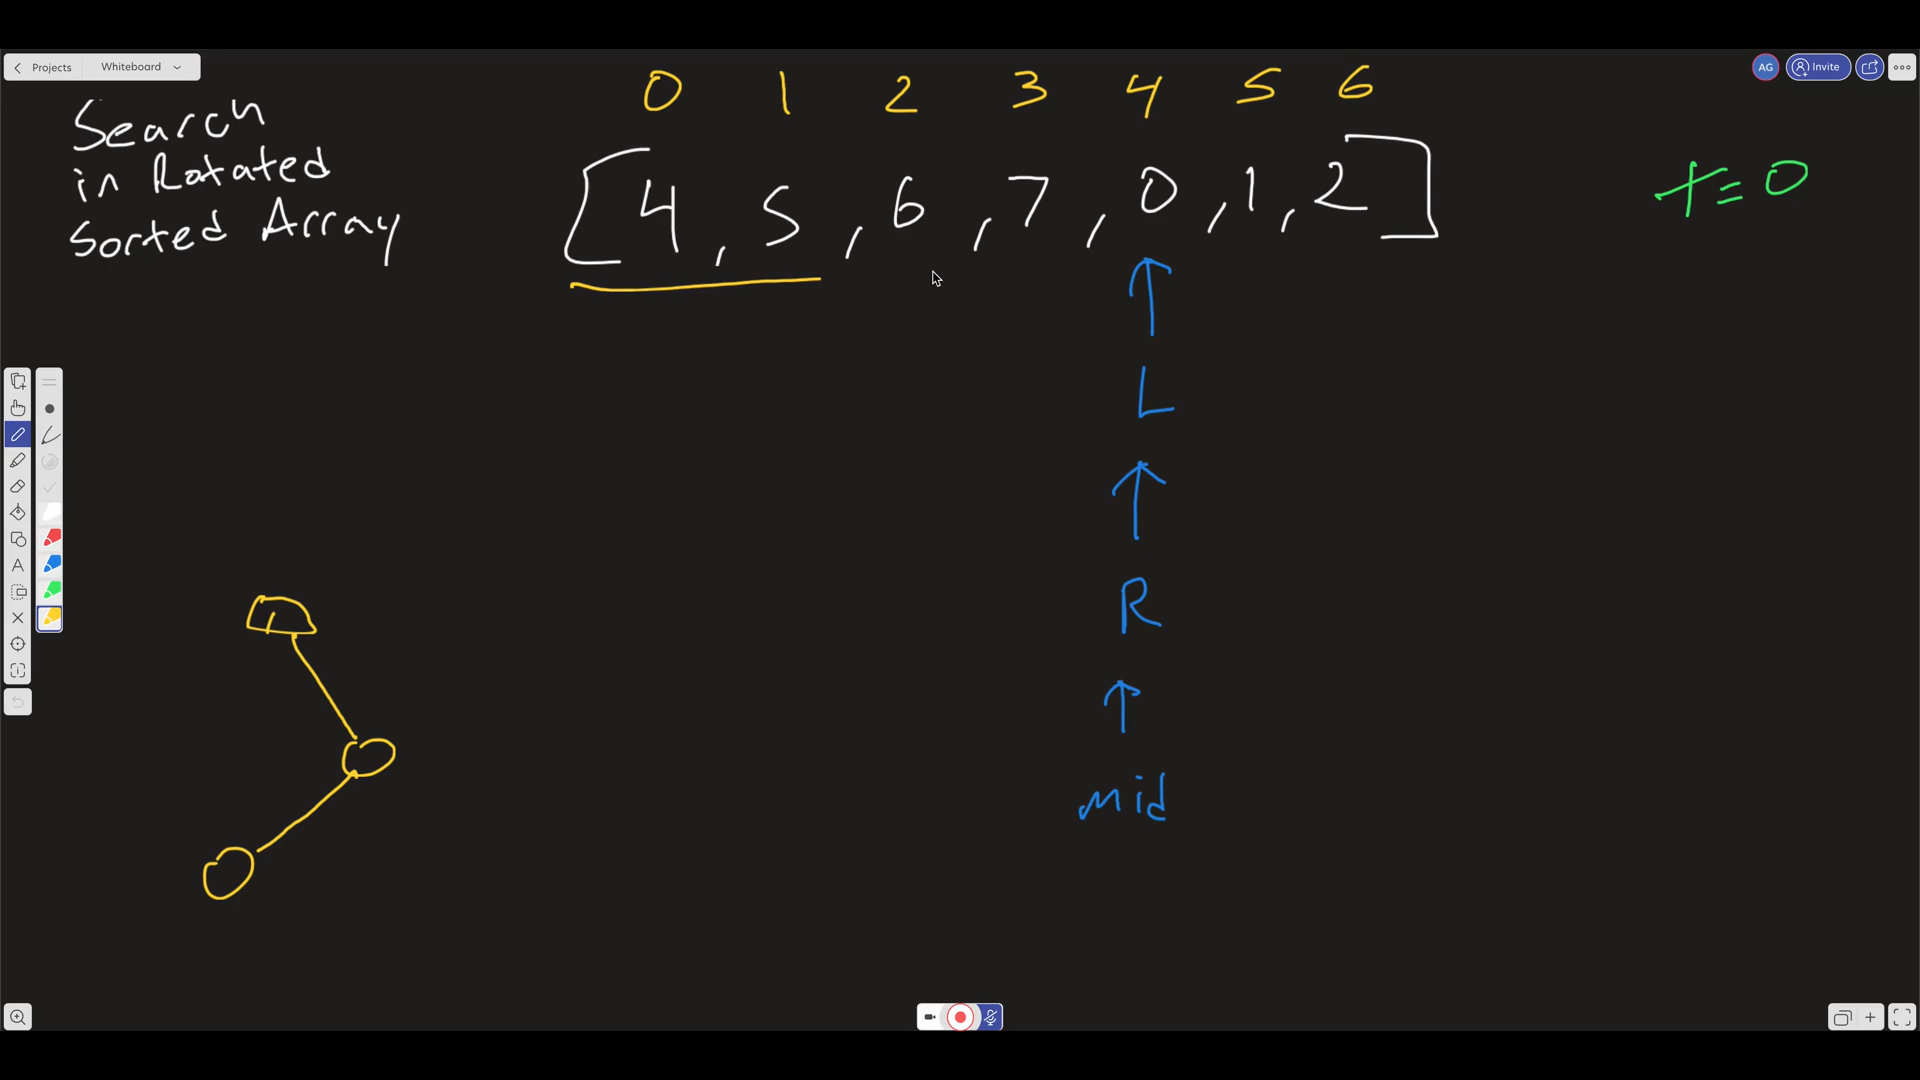 Projects
Whiteboard
AG
Invite
0 1 2 3 4 5 6
Search
in Rotated
Sorted Array
[4, 5, 6, 7, 0, 1, 2]
t=0
L
R
mid
A